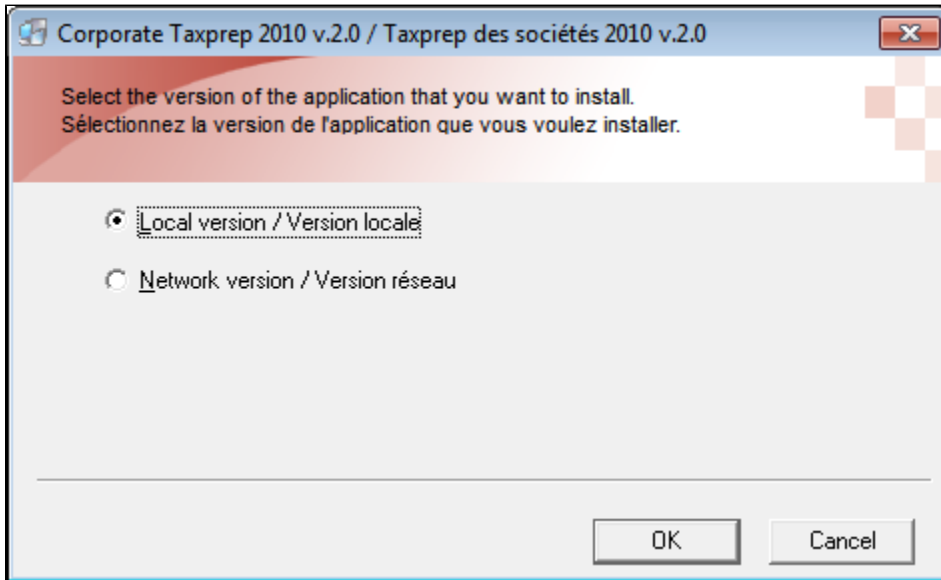 Corporate Taxprep 2010 v.2.0 / Taxprep des sociétés 2010 v.2.0
Select the version of the application that you want to install.
Sélectionnez la version de l'application que vous voulez installer.
Local version / Version locale
Network version / Version réseau
OK
Cancel